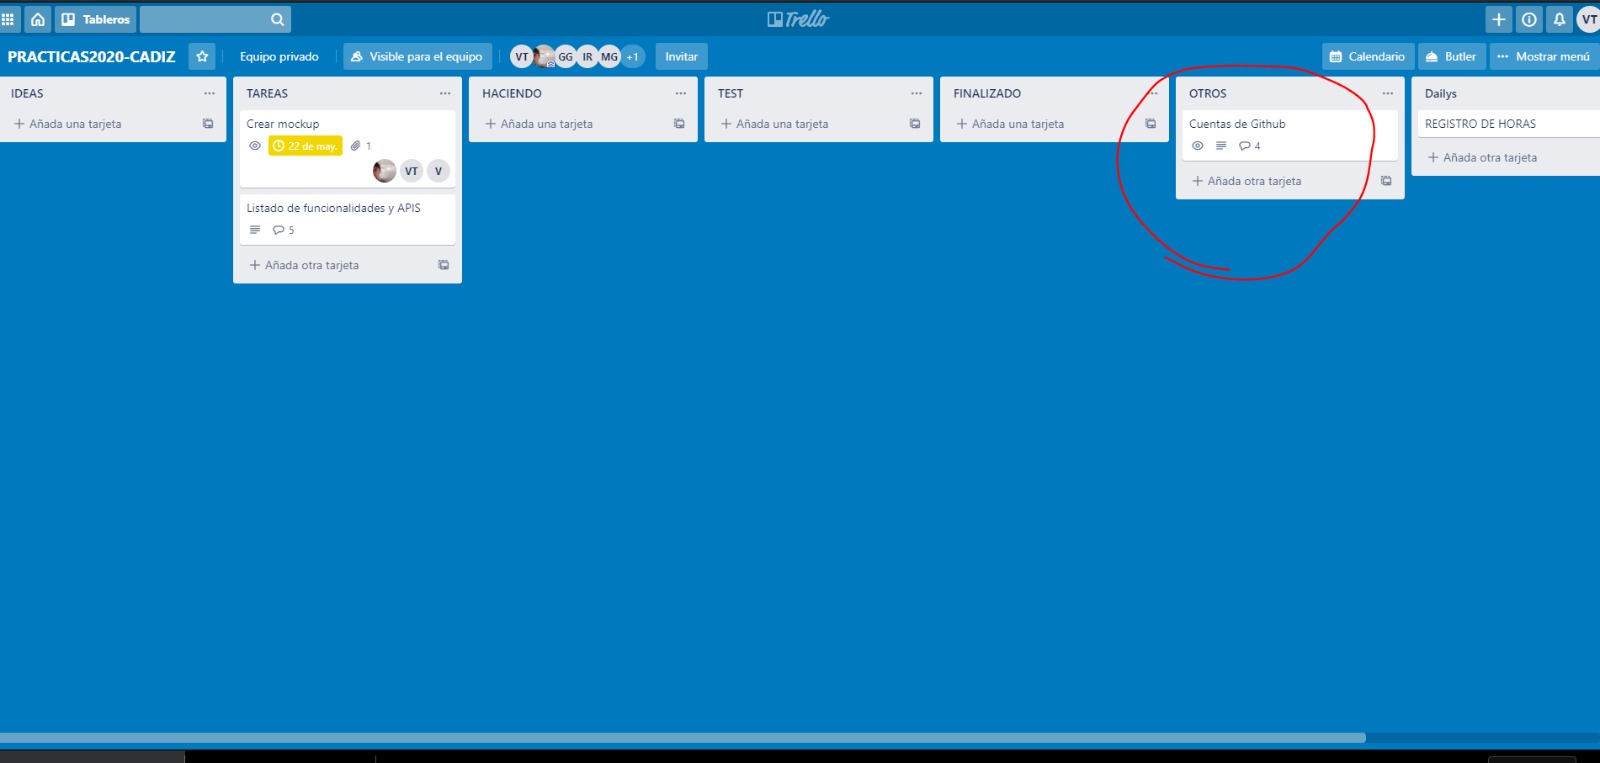 Tableros
Trello
VT
PRACTICAS2020-CADIZ
Equipo privado
Visible para el equipo
VT GG IR MG +1
Invitar
Calendario
Butler
Mostrar menú
IDEAS
Añada una tarjeta
TAREAS
Crear mockup
22 de may. 1
VT V
Listado de funcionalidades y APIS
5
Añada otra tarjeta
HACIENDO
Añada una tarjeta
TEST
Añada una tarjeta
FINALIZADO
Añada una tarjeta
OTROS
Cuentas de Github
4
Añada otra tarjeta
Dailys
REGISTRO DE HORAS
Añada otra tarjeta